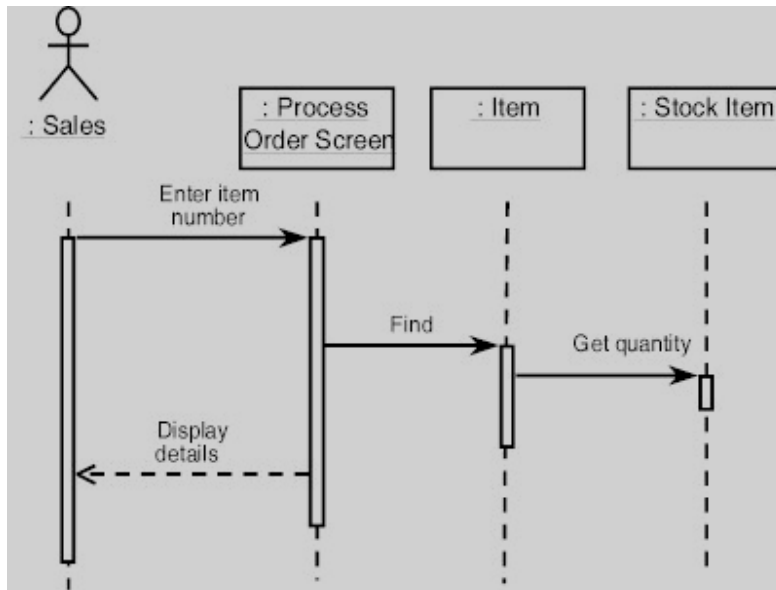 : Sales
: Process
Order Screen
: Item
: Stock Item
Enter item
number
Find
Get quantity
Display
details